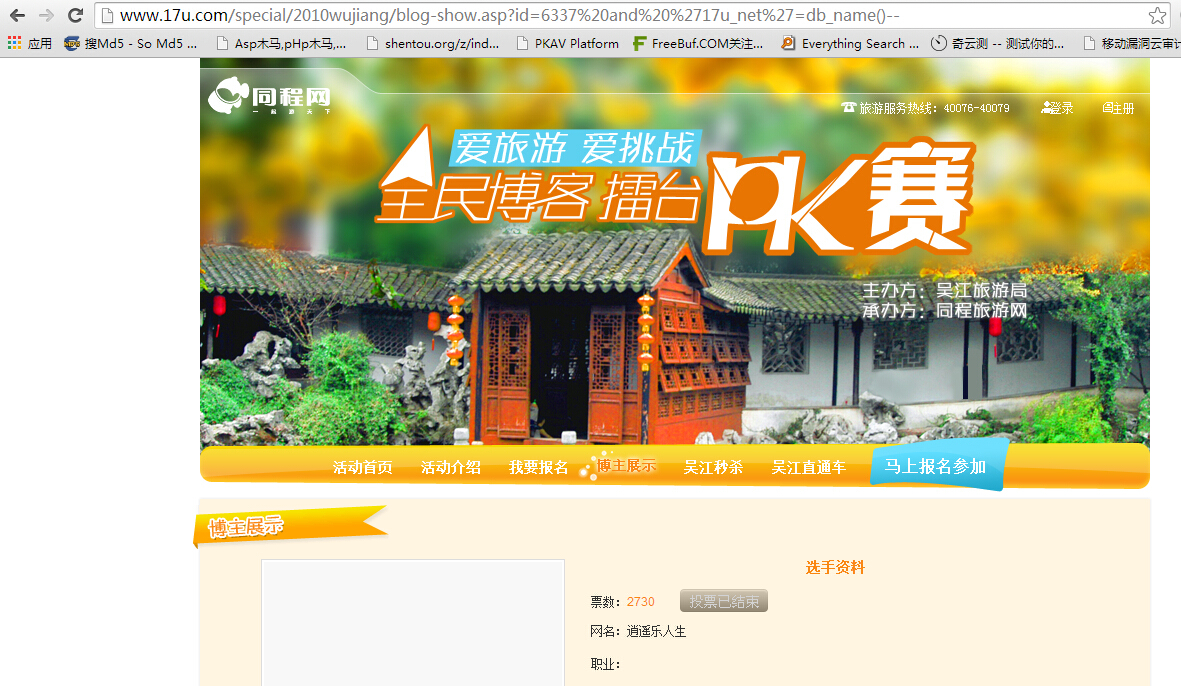 www.17u.com/special/2010wujiang/blog-show.asp?id=6337%20and%20%2717u_net%27=db_name()--
应用 搜Md5 - So Md5 ... Asp木马,pHp木马,... shentou.org/z/ind... PKAV Platform FreeBuf.COM关注... Everything Search ... 奇云测 -- 测试你的... 移动漏洞云审计
同程网
一起游天下
旅游服务热线：40076-40079 登录 注册
爱旅游 爱挑战
全民博客 擂台 PK赛
主办方：吴江旅游局
承办方：同程旅游网
活动首页 活动介绍 我要报名 博主展示 吴江秒杀 吴江直通车 马上报名参加
博主展示
选手资料
票数：2730 投票已结束
网名：逍遥乐人生
职业：